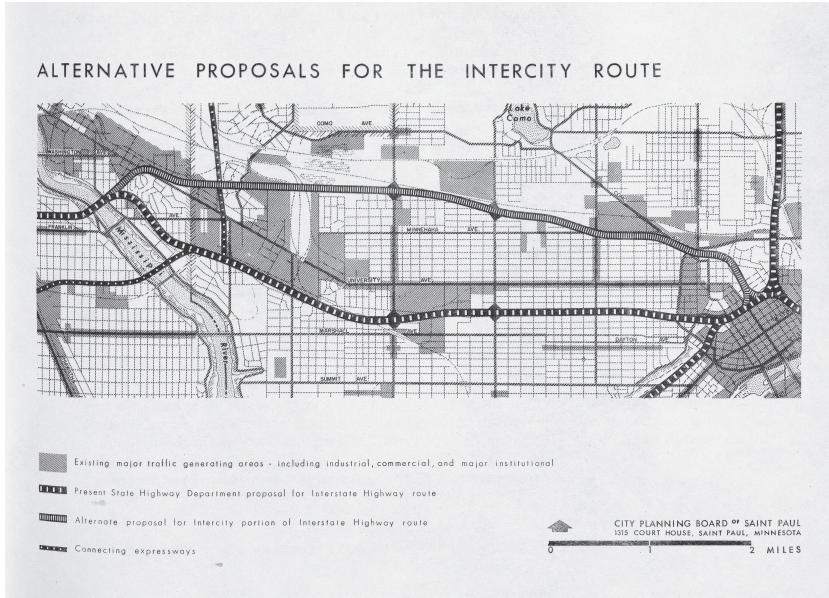 ALTERNATIVE PROPOSALS FOR THE INTERCITY ROUTE
Lake
Como
COMO AVE.
AVE.
FRANKLIN
MINNEHAHA AVE.
Mississippi
UNIVERSITY AVE.
MARSHALL AVE.
DAYTON AVE.
River
SUMMIT AVE.
Existing major traffic generating areas - including industrial, commercial, and major institutional
Present State Highway Department proposal for Interstate Highway route
Alternate proposal for Intercity portion of Interstate Highway route
Connecting expressways
CITY PLANNING BOARD OF SAINT PAUL
1315 COURT HOUSE, SAINT PAUL, MINNESOTA
0 1 2 MILES